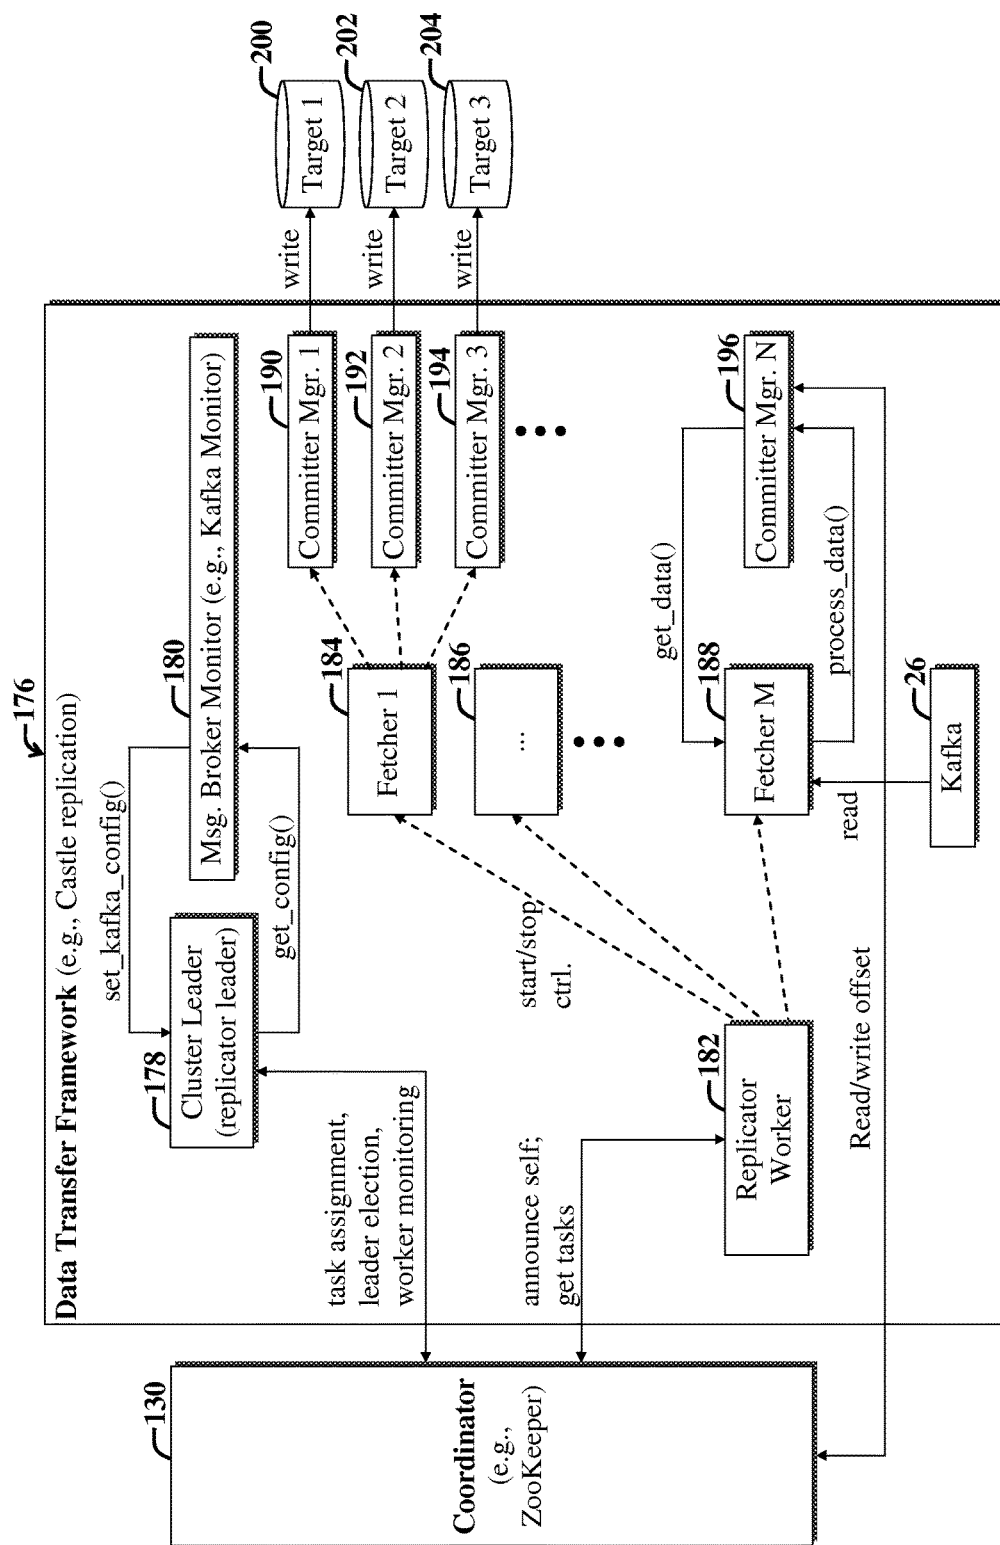 176
Data Transfer Framework (e.g., Castle replication)
130
Coordinator
(e.g.,
ZooKeeper)
task assignment,
leader election,
worker monitoring
announce self;
get tasks
178
Cluster Leader
(replicator leader)
set_kafka_config()
get_config()
180
Msg. Broker Monitor (e.g., Kafka Monitor)
182
Replicator
Worker
start/stop
ctrl.
184
Fetcher 1
186
...
188
Fetcher M
190
Committer Mgr. 1
192
Committer Mgr. 2
194
Committer Mgr. 3
196
Committer Mgr. N
get_data()
process_data()
read
26
Kafka
Read/write offset
write
write
write
200
Target 1
202
Target 2
204
Target 3